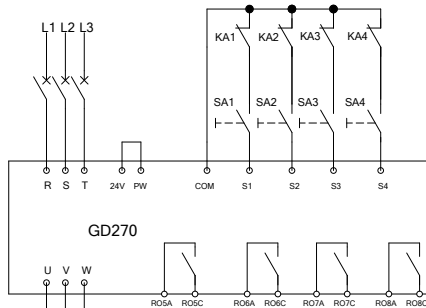 L1 L2 L3
KA1 KA2 KA3 KA4
SA1 SA2 SA3 SA4
R S T 24V PW COM S1 S2 S3 S4
GD270
U V W
RO5A RO5C RO6A RO6C RO7A RO7C RO8A RO8C